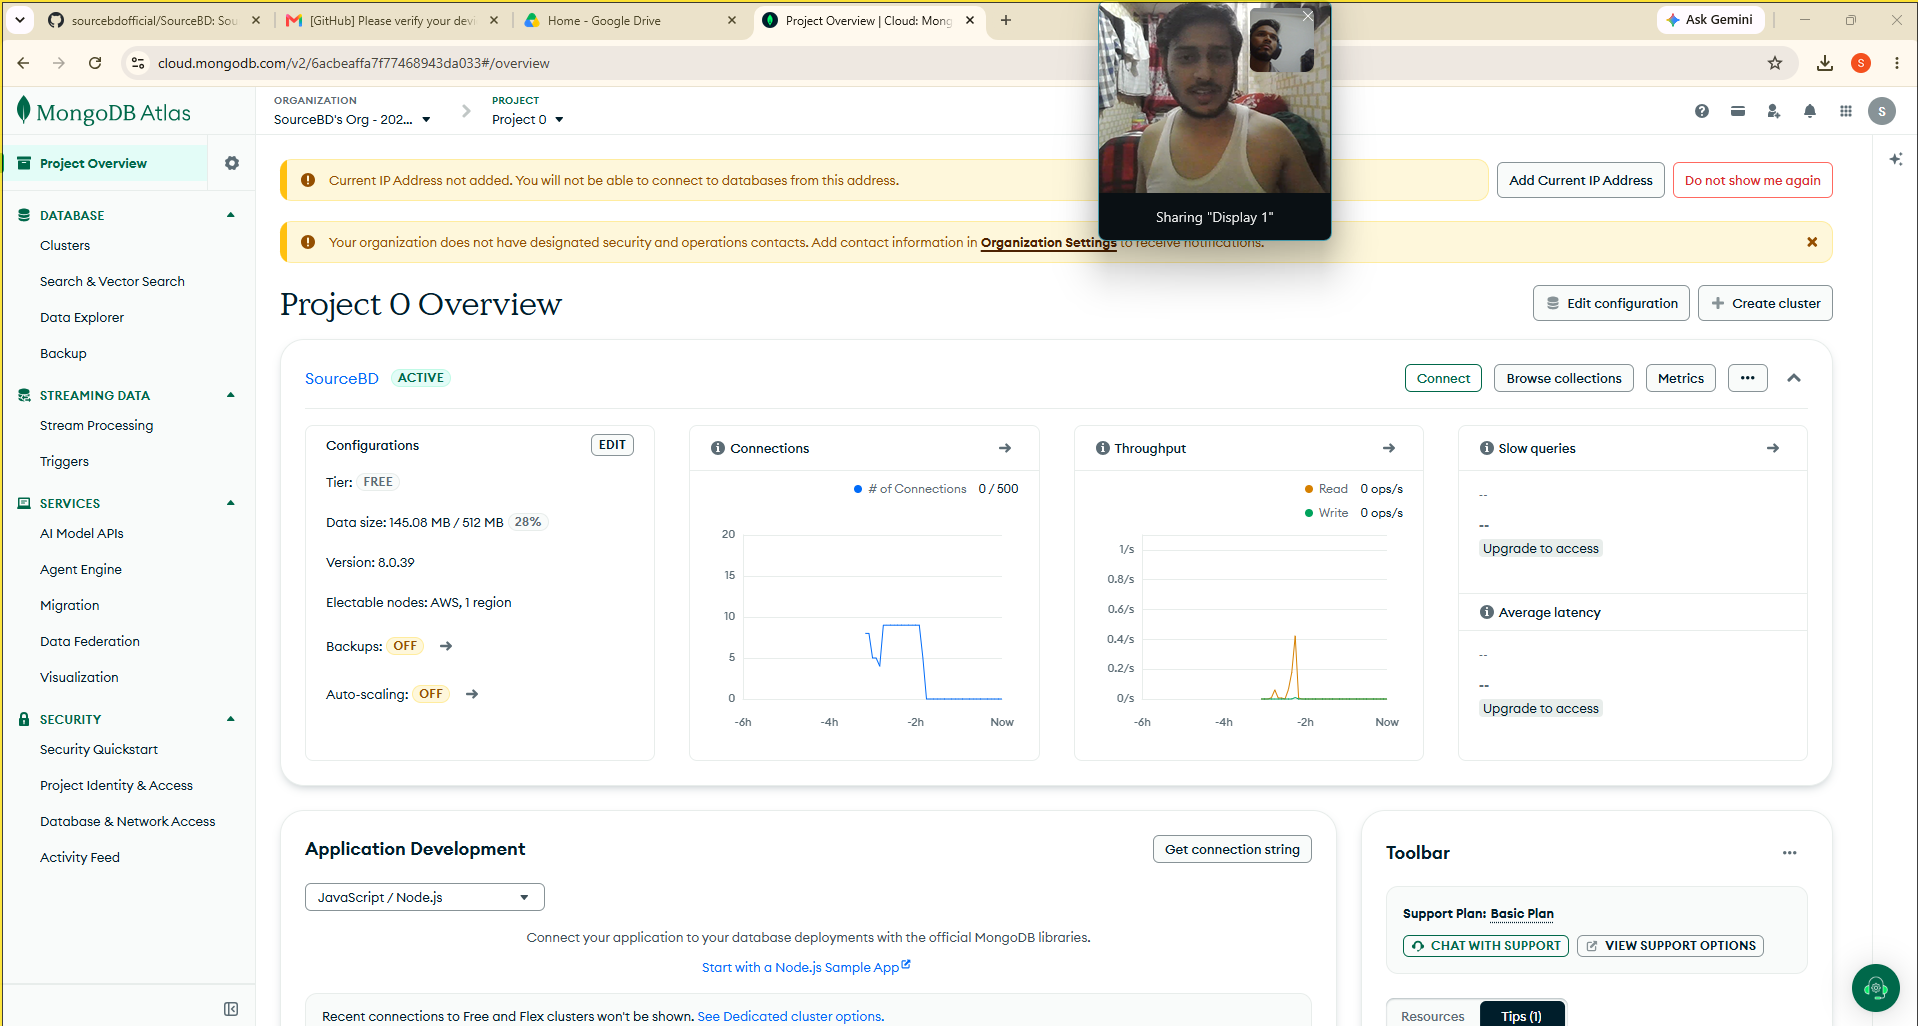 sourcebdofficial/SourceBD: Sou
[GitHub] Please verify your devi
Home - Google Drive
Project Overview | Cloud: Mong
Ask Gemini
cloud.mongodb.com/v2/6acbeaffa7f77468943da033#/overview
S
MongoDB Atlas
ORGANIZATION
SourceBD's Org - 202...
PROJECT
Project 0
S
Project Overview
DATABASE
Clusters
Search & Vector Search
Data Explorer
Backup
STREAMING DATA
Stream Processing
Triggers
SERVICES
AI Model APIs
Agent Engine
Migration
Data Federation
Visualization
SECURITY
Security Quickstart
Project Identity & Access
Database & Network Access
Activity Feed
Current IP Address not added. You will not be able to connect to databases from this address.
Add Current IP Address
Do not show me again
Sharing "Display 1"
Your organization does not have designated security and operations contacts. Add contact information in Organization Settings to receive notifications.
Project 0 Overview
Edit configuration
Create cluster
SourceBD
ACTIVE
Connect
Browse collections
Metrics
Configurations
EDIT
Tier: FREE
Data size: 145.08 MB / 512 MB 28%
Version: 8.0.39
Electable nodes: AWS, 1 region
Backups: OFF
Auto-scaling: OFF
Connections
# of Connections 0 / 500
20
15
10
5
0
-6h -4h -2h Now
Throughput
Read 0 ops/s
Write 0 ops/s
1/s
0.8/s
0.6/s
0.4/s
0.2/s
0/s
-6h -4h -2h Now
Slow queries
--
--
Upgrade to access
Average latency
--
--
Upgrade to access
Application Development
Get connection string
JavaScript / Node.js
Connect your application to your database deployments with the official MongoDB libraries.
Start with a Node.js Sample App
Recent connections to Free and Flex clusters won't be shown. See Dedicated cluster options.
Toolbar
Support Plan: Basic Plan
CHAT WITH SUPPORT
VIEW SUPPORT OPTIONS
Resources
Tips (1)